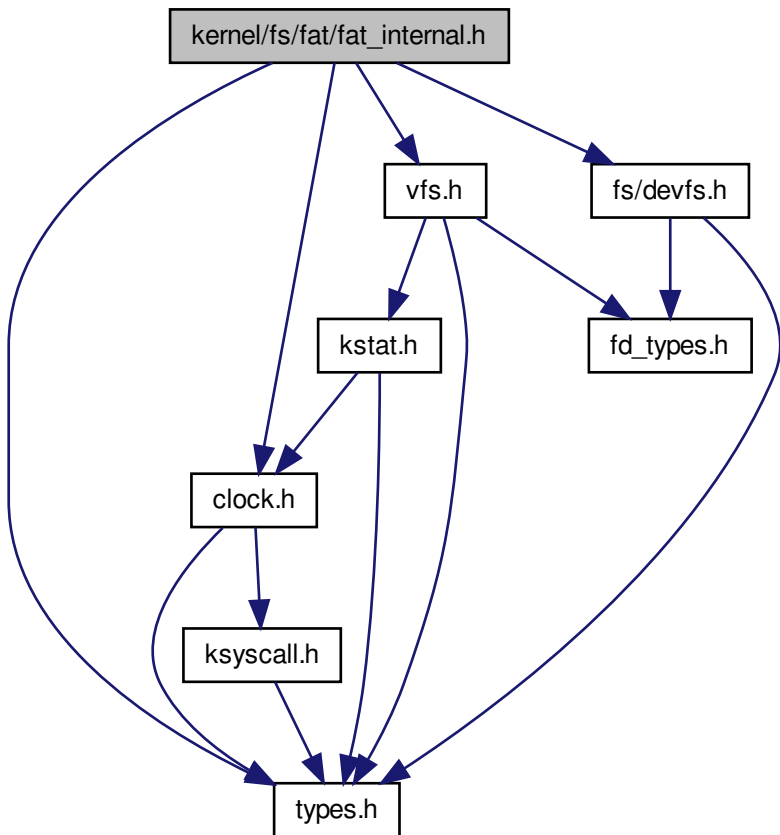 kernel/fs/fat/fat_internal.h
vfs.h
fs/devfs.h
kstat.h
fd_types.h
clock.h
ksyscall.h
types.h